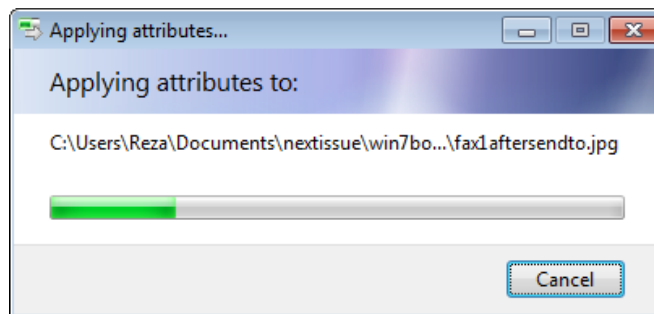 Applying attributes...
Applying attributes to:
C:\Users\Reza\Documents\nextissue\win7bo...\fax1aftersendto.jpg
Cancel